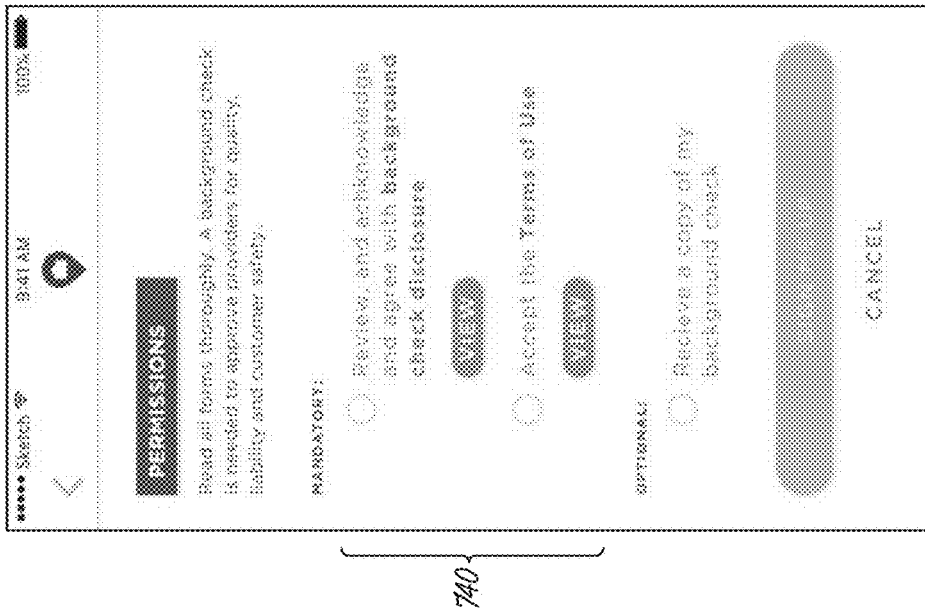 Sketch 9:41 AM 100%
PERMISSIONS
Read all forms thoroughly. A background check
is needed to approve providers for quality,
liability and customer safety.
MANDATORY:
Review, and acknowledge
and agree with background
check disclosure
VIEW
Accept the Terms of Use
VIEW
OPTIONAL:
Recieve a copy of my
background check
CANCEL
740